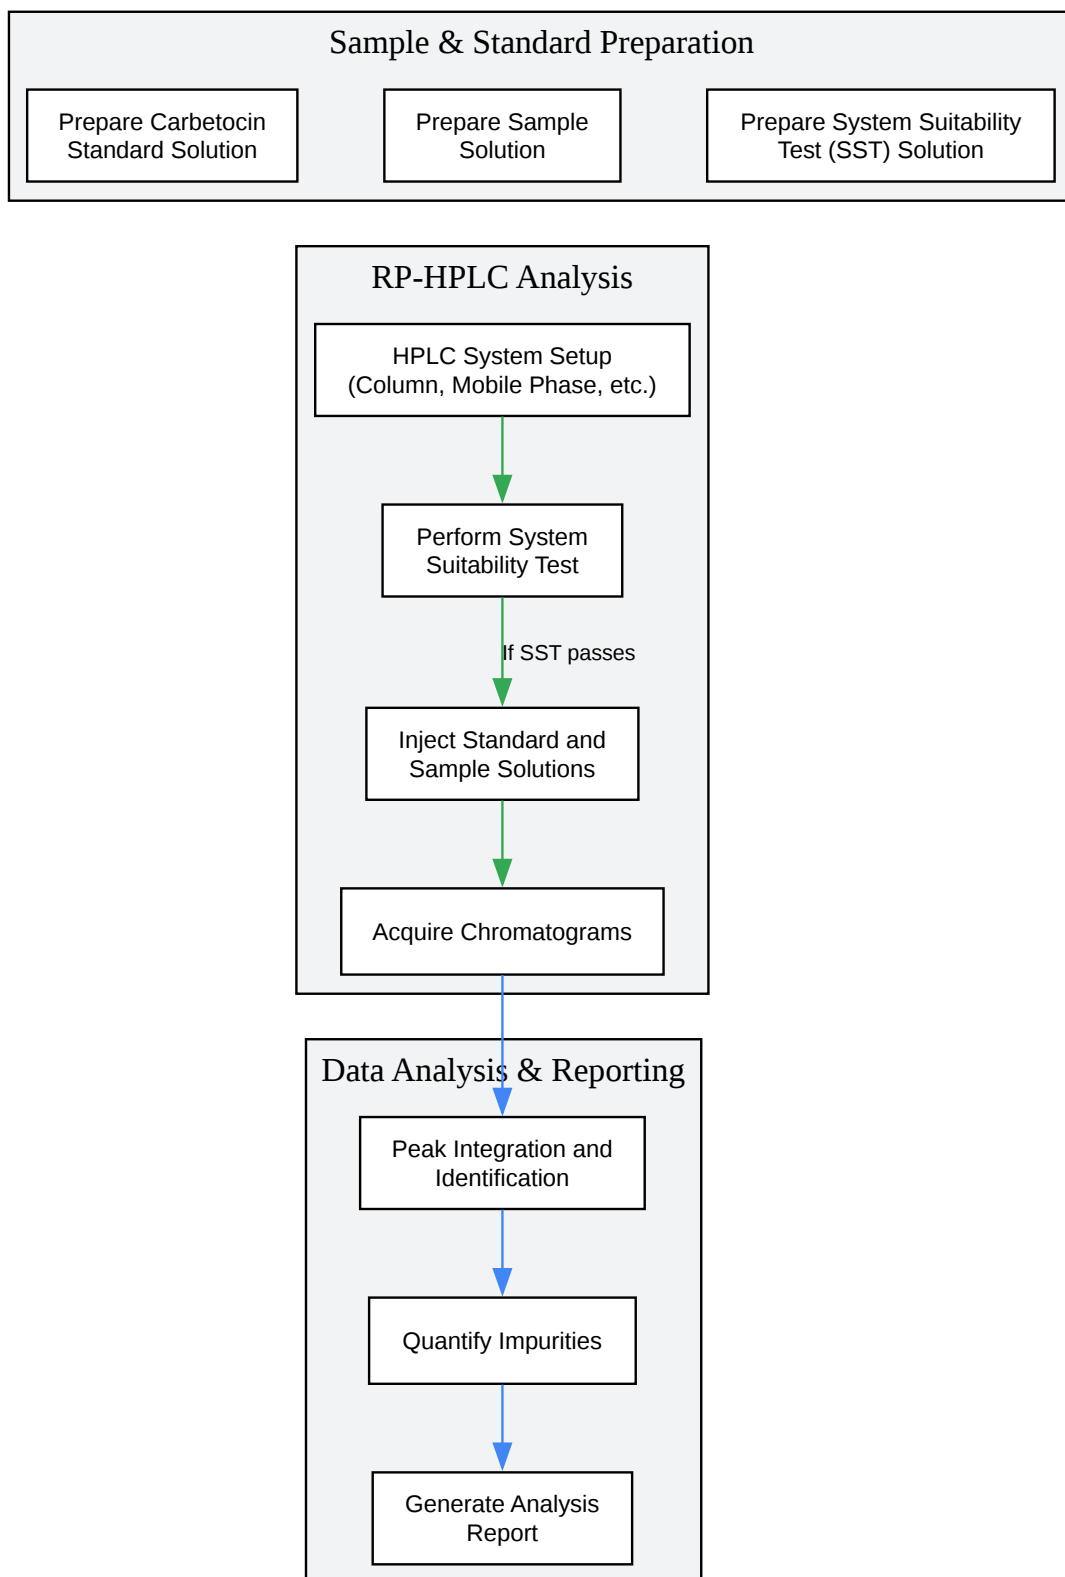 Sample & Standard Preparation
Prepare Carbetocin
Standard Solution
Prepare Sample
Solution
Prepare System Suitability
Test (SST) Solution
RP-HPLC Analysis
HPLC System Setup
(Column, Mobile Phase, etc.)
Perform System
Suitability Test
If SST passes
Inject Standard and
Sample Solutions
Acquire Chromatograms
Data Analysis & Reporting
Peak Integration and
Identification
Quantify Impurities
Generate Analysis
Report